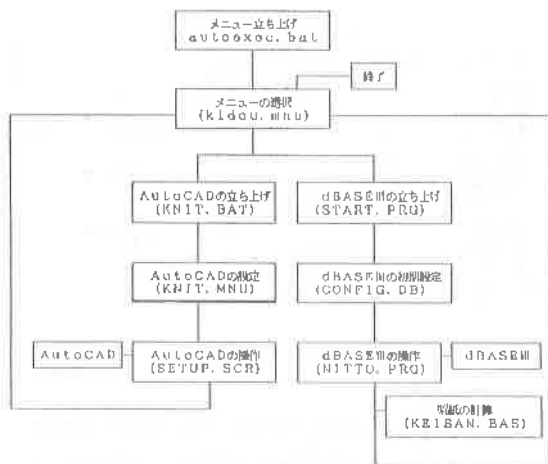 メニュー立ち上げ
autoexec.bat
終了
メニューの選択
(kidou.mnu)
AutoCADの立ち上げ
(KNIT.BAT)
dBASEⅢの立ち上げ
(START.PRG)
AutoCADの設定
(KNIT.MNU)
dBASEⅢの初期設定
(CONFIG.DB)
AutoCAD
AutoCADの操作
(SETUP.SCR)
dBASEⅢの操作
(NITTO.PRG)
dBASEⅢ
の計算
(KEISAN.BAS)